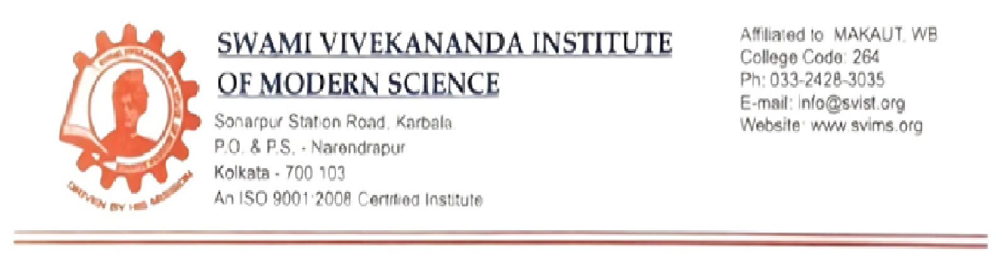 SWAMI VIVEKANANDA INSTITUTE
OF MODERN SCIENCE
Sonarpur Station Road, Karbala
P.O. & P.S. - Narendrapur
Kolkata - 700 103
An ISO 9001:2008 Certified Institute
Affiliated to MAKAUT, WB
College Code: 264
Ph: 033-2428-3035
E-mail: info@svist.org
Website: www.svims.org
DRIVEN BY HIS MISSION